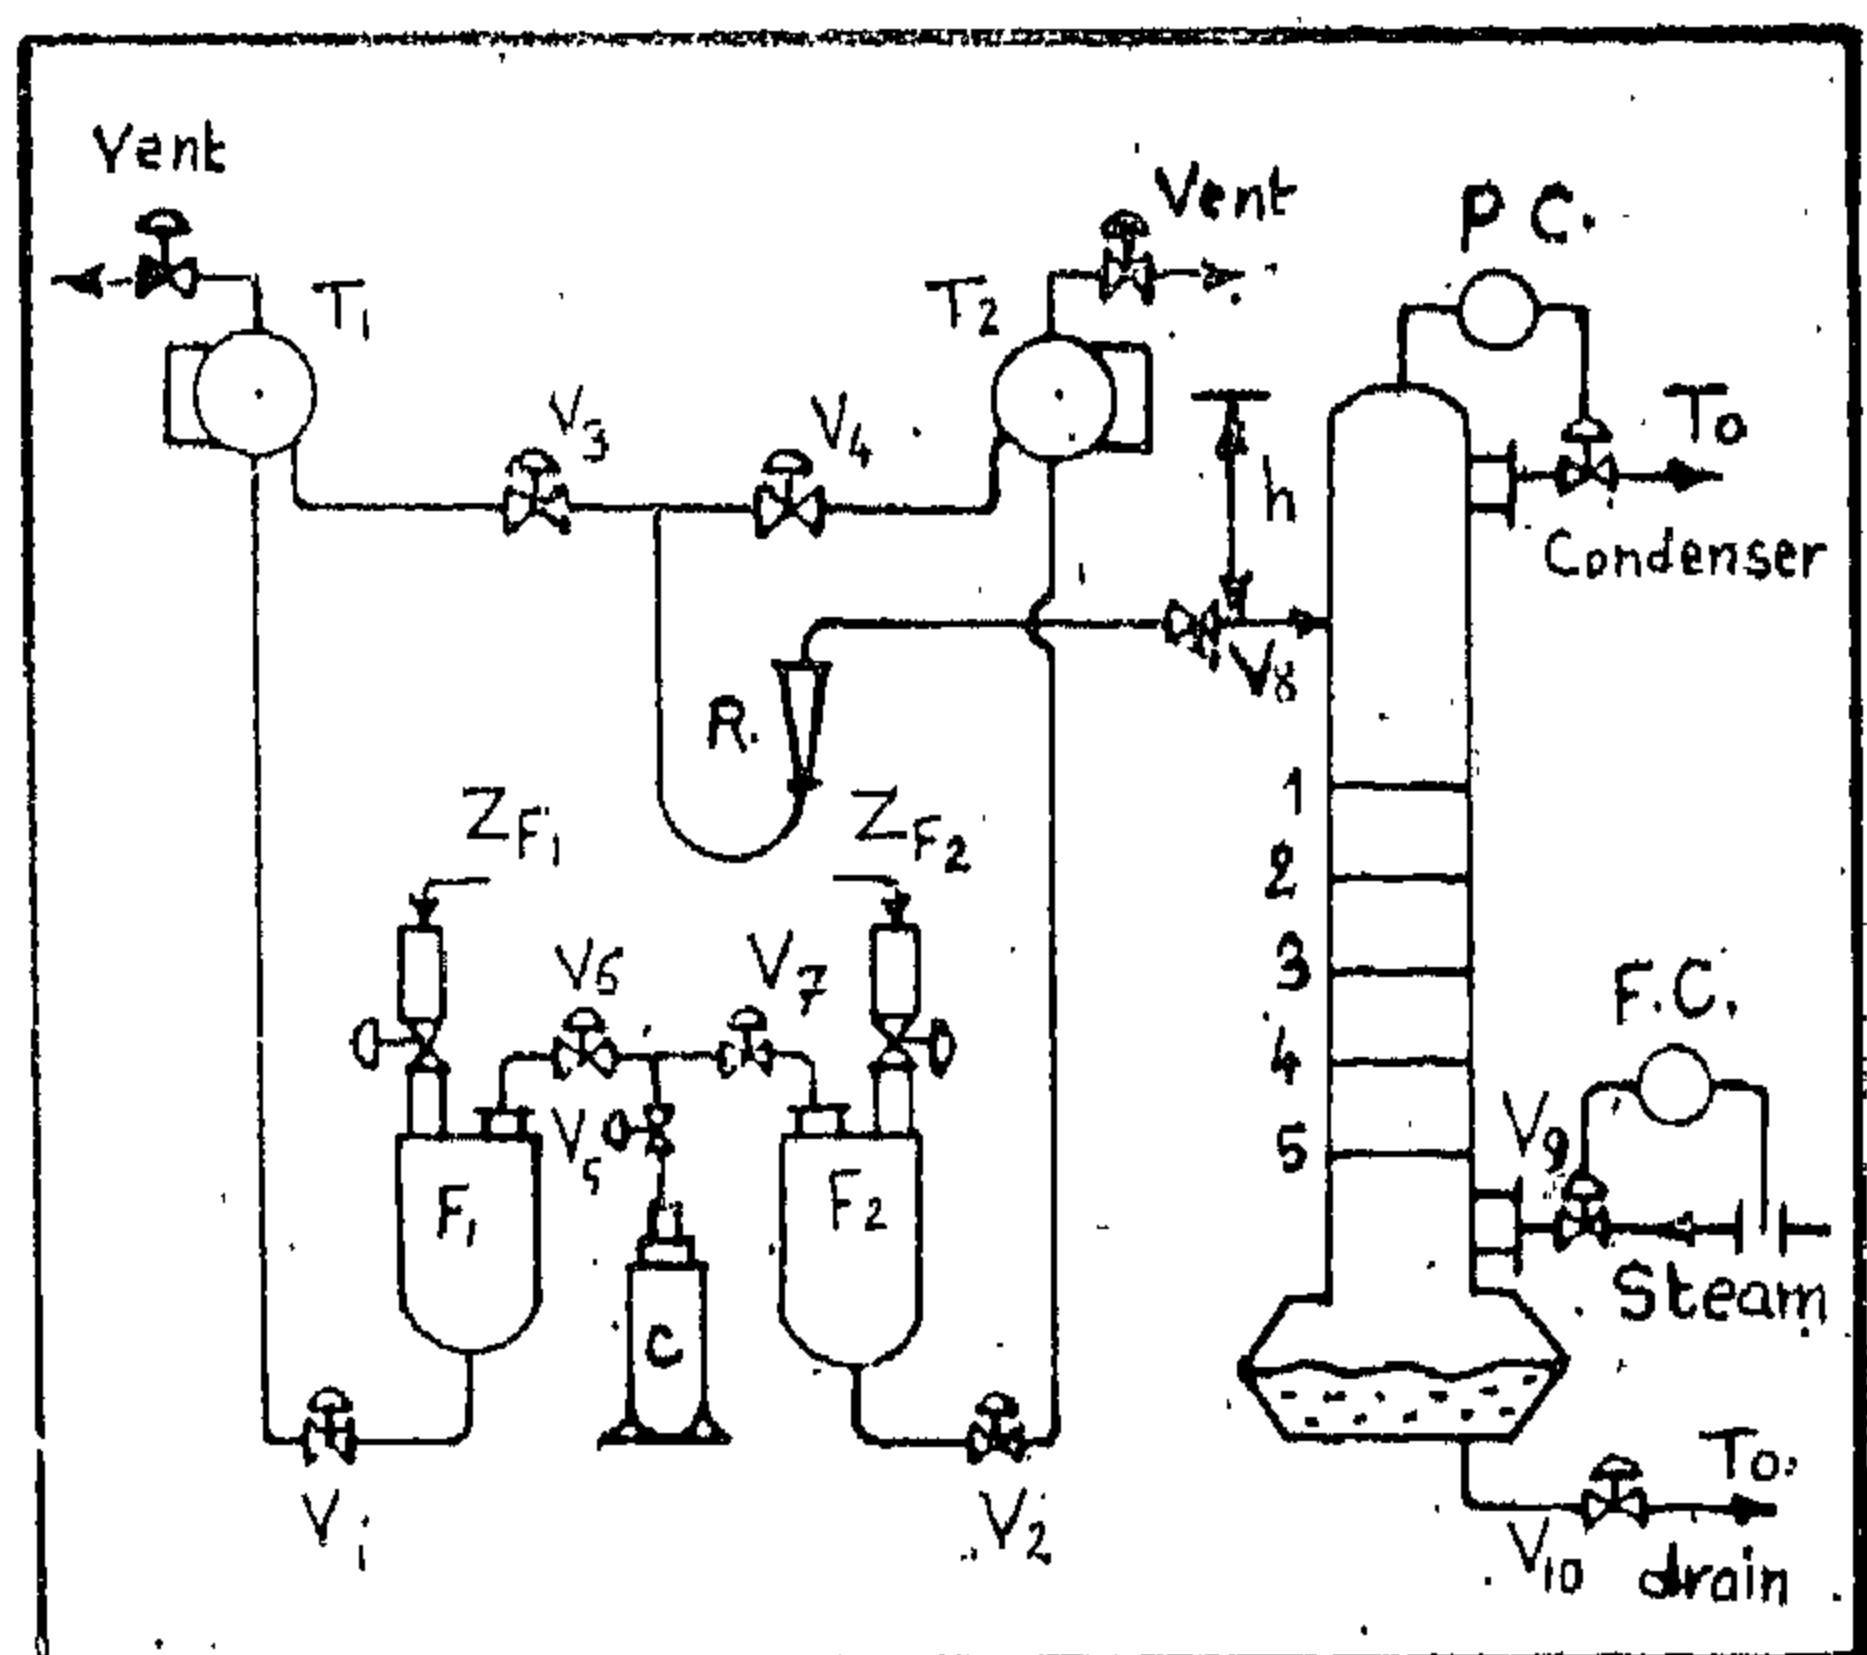 Vent
Vent
P C.
T1
T2
V3
V4
h
To
Condenser
V8
R.
ZF1
ZF2
1
2
3
4
5
V6
V7
F.C.
V5
V9
F1
F2
C
Steam
V1
V2
V10
To.
drain